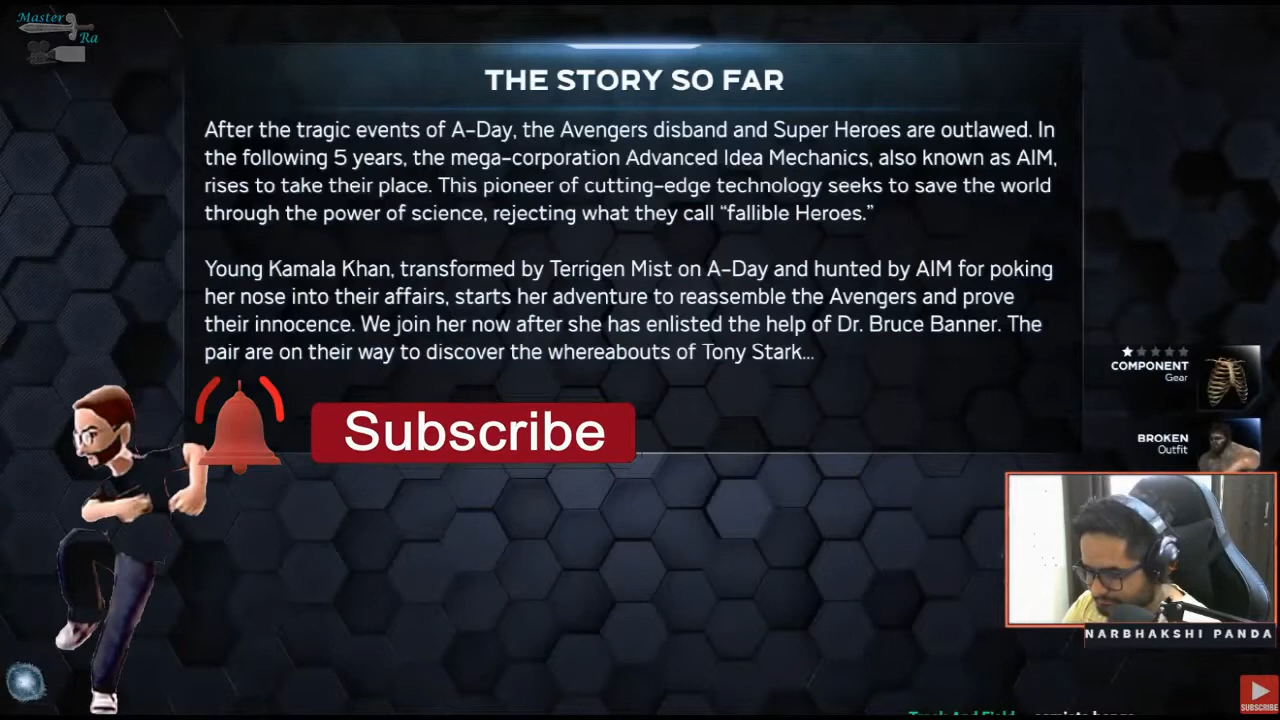 Master
Ra
THE STORY SO FAR
After the tragic events of A-Day, the Avengers disband and Super Heroes are outlawed. In
the following 5 years, the mega-corporation Advanced Idea Mechanics, also known as AIM,
rises to take their place. This pioneer of cutting-edge technology seeks to save the world
through the power of science, rejecting what they call “fallible Heroes.”
Young Kamala Khan, transformed by Terrigen Mist on A-Day and hunted by AIM for poking
her nose into their affairs, starts her adventure to reassemble the Avengers and prove
their innocence. We join her now after she has enlisted the help of Dr. Bruce Banner. The
pair are on their way to discover the whereabouts of Tony Stark...
COMPONENT
Gear
Subscribe
BROKEN
Outfit
NARBHAKSHI PANDA
SUBSCRIBE